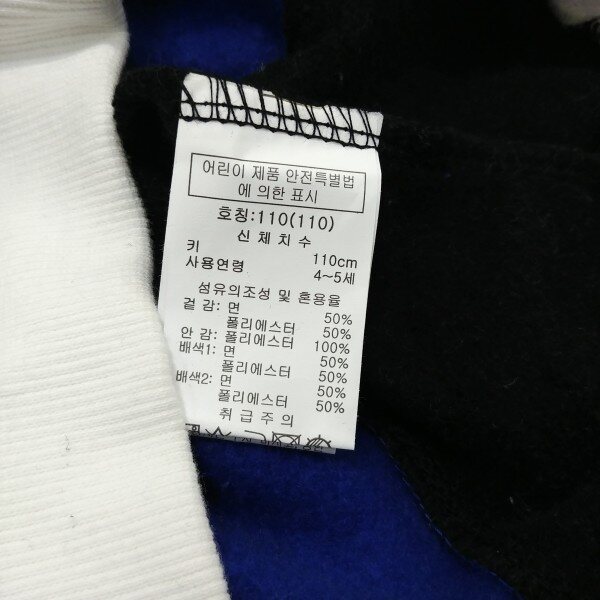 어린이 제품 안전특별법
에 의한 표시
호칭:110(110)
신체치수
키 110cm
사용연령 4~5세
섬유의조성 및 혼용율
겉 감: 면 50%
폴리에스터 50%
안 감: 폴리에스터 100%
배색1: 면 50%
폴리에스터 50%
배색2: 면 50%
폴리에스터 50%
취급주의